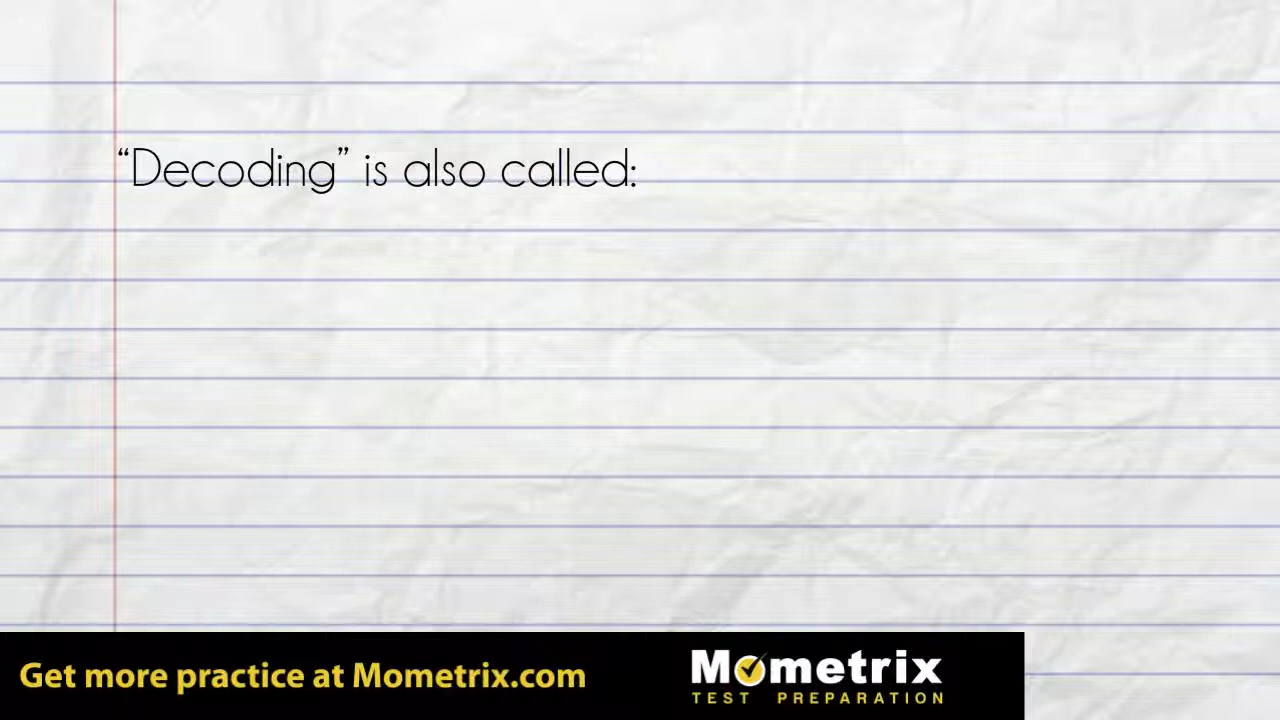 “Decoding” is also called:
Get more practice at Mometrix.com
Mometrix
TEST PREPARATION